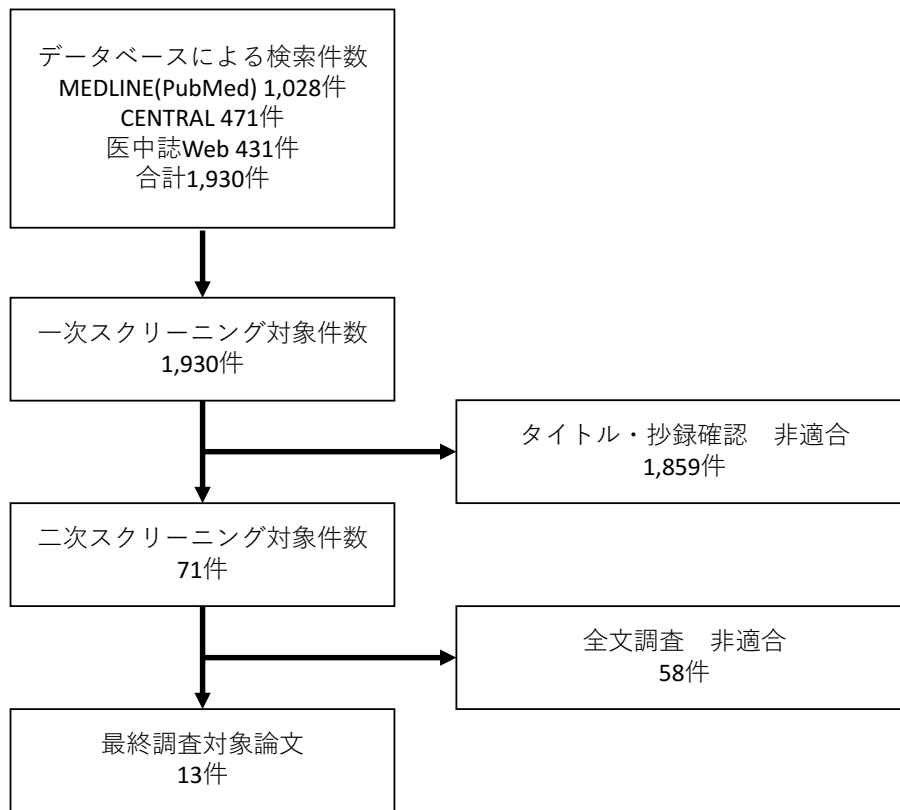 データベースによる検索件数
MEDLINE(PubMed) 1,028件
CENTRAL 471件
医中誌Web 431件
合計1,930件
一次スクリーニング対象件数
1,930件
タイトル・抄録確認　非適合
1,859件
二次スクリーニング対象件数
71件
全文調査　非適合
58件
最終調査対象論文
13件